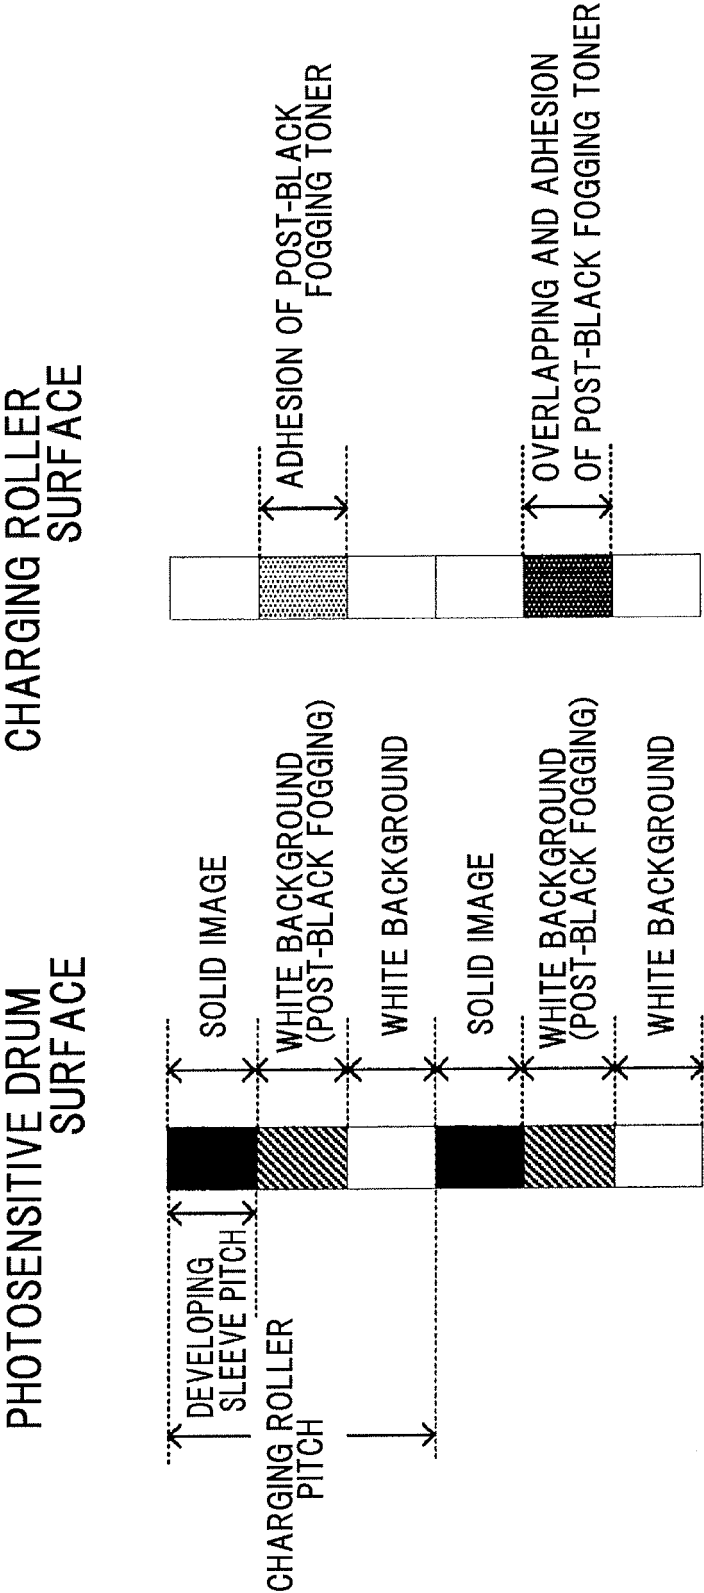 PHOTOSENSITIVE DRUM
SURFACE
CHARGING ROLLER
SURFACE
DEVELOPING
SLEEVE PITCH
CHARGING ROLLER
PITCH
SOLID IMAGE
WHITE BACKGROUND
(POST-BLACK FOGGING)
WHITE BACKGROUND
SOLID IMAGE
WHITE BACKGROUND
(POST-BLACK FOGGING)
WHITE BACKGROUND
ADHESION OF POST-BLACK
FOGGING TONER
OVERLAPPING AND ADHESION
OF POST-BLACK FOGGING TONER